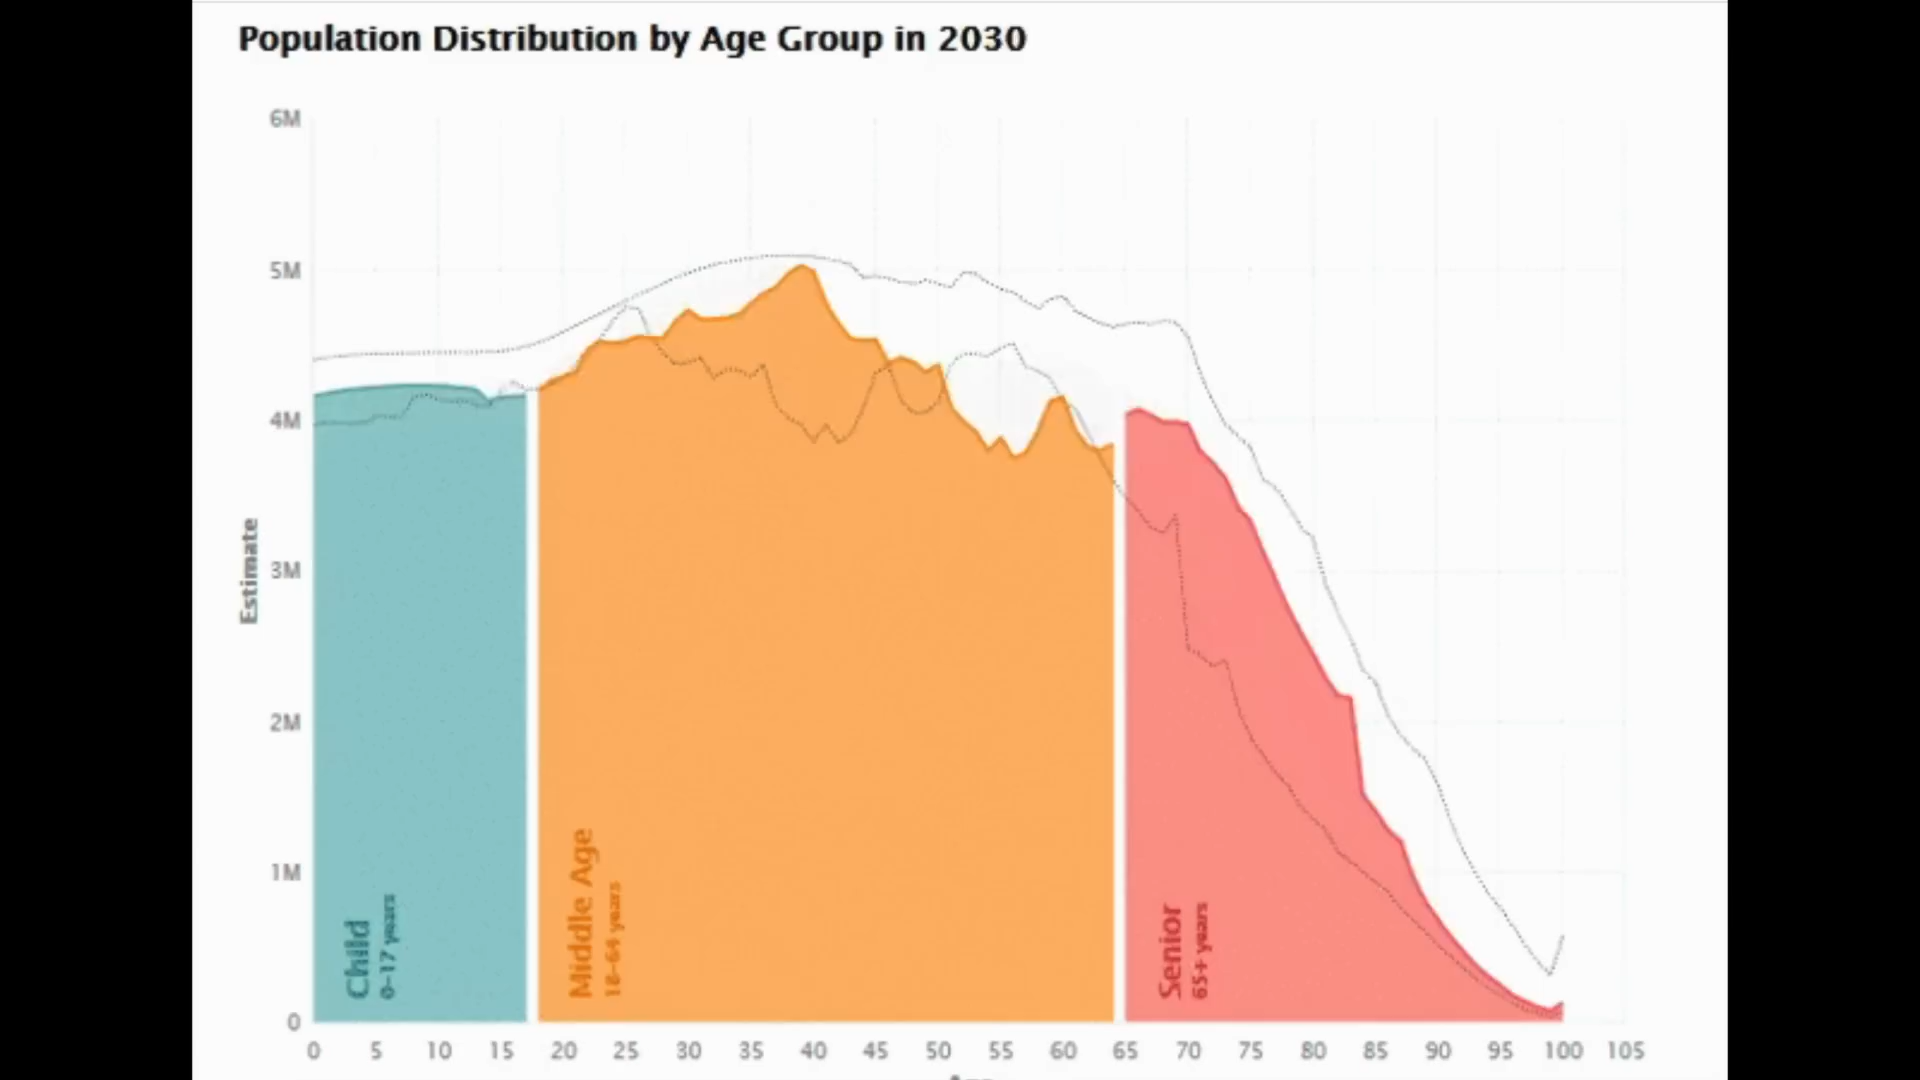 Population Distribution by Age Group in 2030
6M
5M
4M
3M
2M
1M
0
Estimate
Child
0-17 years
Middle Age
18-64 years
Senior
65+ years
0 5 10 15 20 25 30 35 40 45 50 55 60 65 70 75 80 85 90 95 100 105